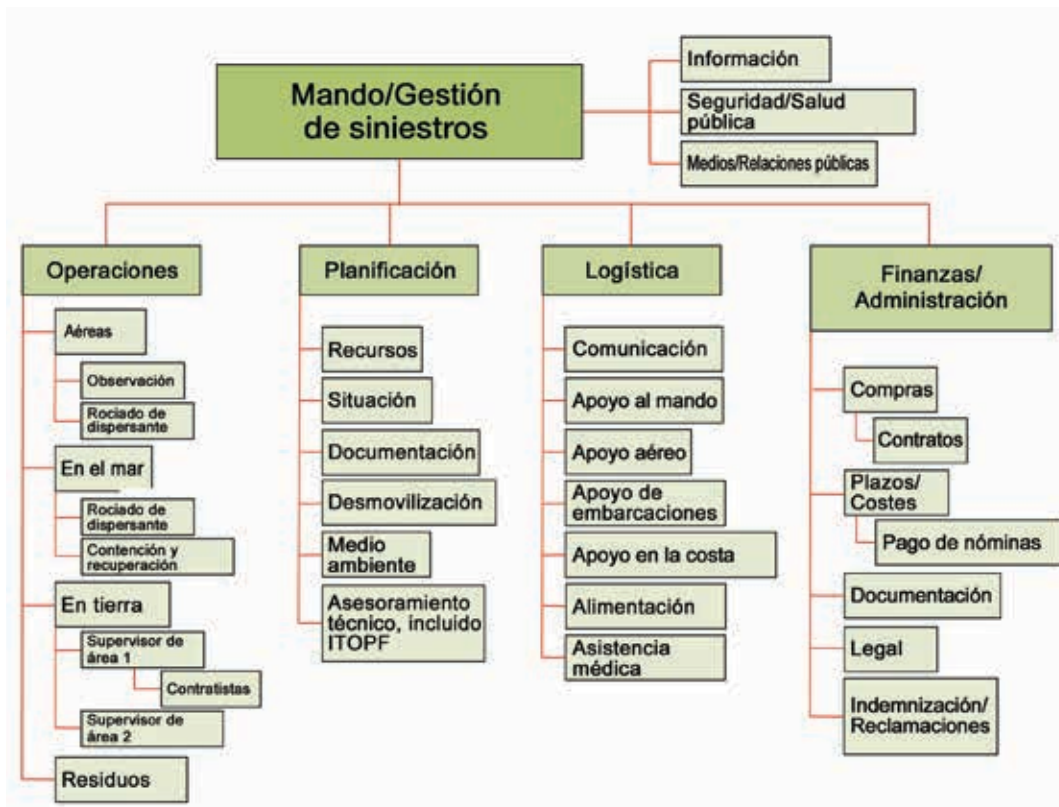 Mando/Gestión
de siniestros
Información
Seguridad/Salud
pública
Medios/Relaciones públicas
Operaciones
Aéreas
Observación
Rociado de
dispersante
En el mar
Rociado de
dispersante
Contención y
recuperación
En tierra
Supervisor de
área 1
Contratistas
Supervisor de
área 2
Residuos
Planificación
Recursos
Situación
Documentación
Desmovilización
Medio
ambiente
Asesoramiento
técnico, incluido
ITOPF
Logística
Comunicación
Apoyo al mando
Apoyo aéreo
Apoyo de
embarcaciones
Apoyo en la costa
Alimentación
Asistencia
médica
Finanzas/
Administración
Compras
Contratos
Plazos/
Costes
Pago de nóminas
Documentación
Legal
Indemnización/
Reclamaciones